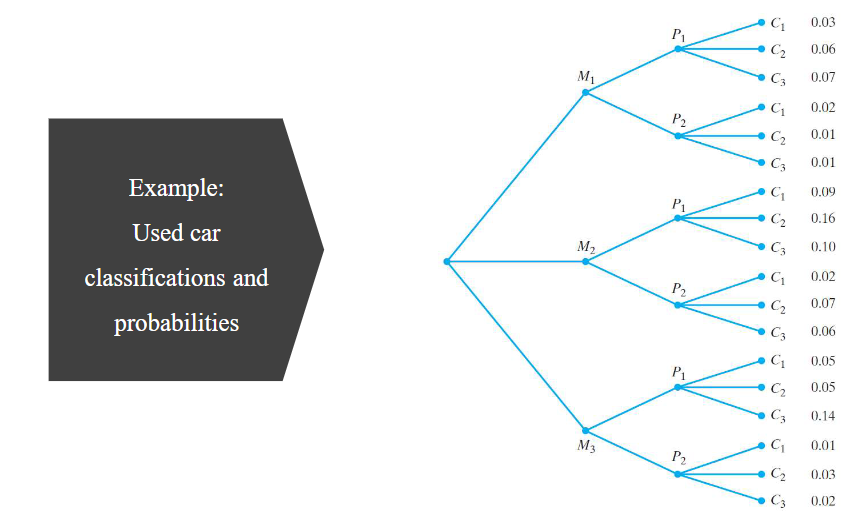 Example:
Used car
classifications and
probabilities
C₁ 0.03
P₁
C₂ 0.06
M₁
C₃ 0.07
C₁ 0.02
P₂
C₂ 0.01
C₃ 0.01
C₁ 0.09
P₁
C₂ 0.16
M₂
C₃ 0.10
C₁ 0.02
P₂
C₂ 0.07
C₃ 0.06
C₁ 0.05
P₁
C₂ 0.05
C₃ 0.14
M₃
C₁ 0.01
P₂
C₂ 0.03
C₃ 0.02